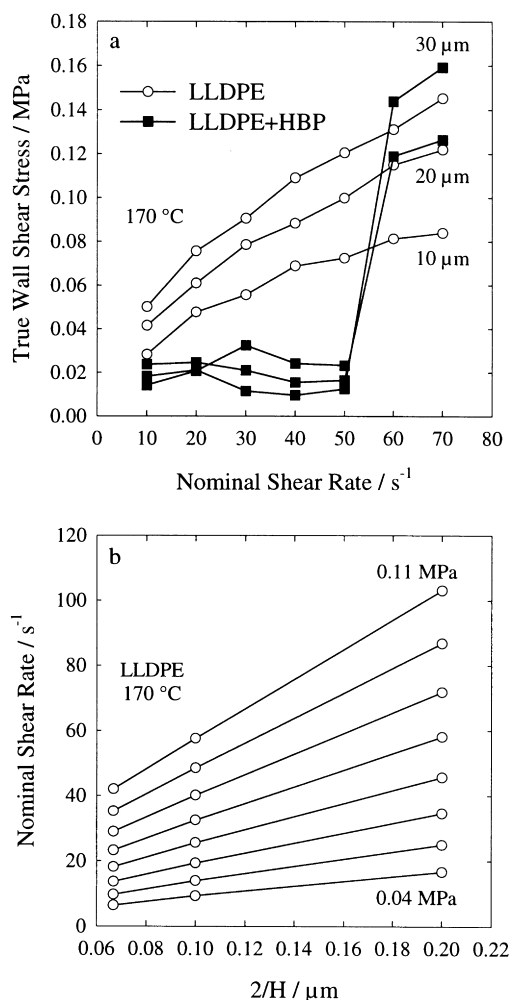 a
30 µm
LLDPE
LLDPE+HBP
170 °C
20 µm
10 µm
True Wall Shear Stress / MPa
0.18
0.16
0.14
0.12
0.10
0.08
0.06
0.04
0.02
0.00
0 10 20 30 40 50 60 70 80
Nominal Shear Rate / s⁻¹
b
0.11 MPa
LLDPE
170 °C
0.04 MPa
Nominal Shear Rate / s⁻¹
120
100
80
60
40
20
0
0.06 0.08 0.10 0.12 0.14 0.16 0.18 0.20 0.22
2/H / µm